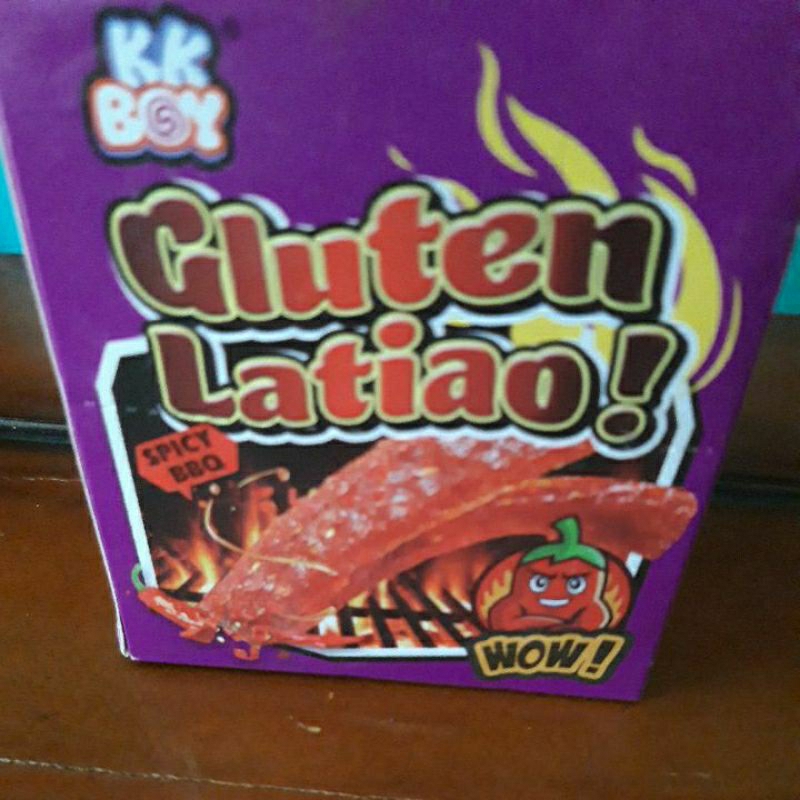 KK
BOY
Gluten
Latiao!
SPICY
BBQ
WOW!